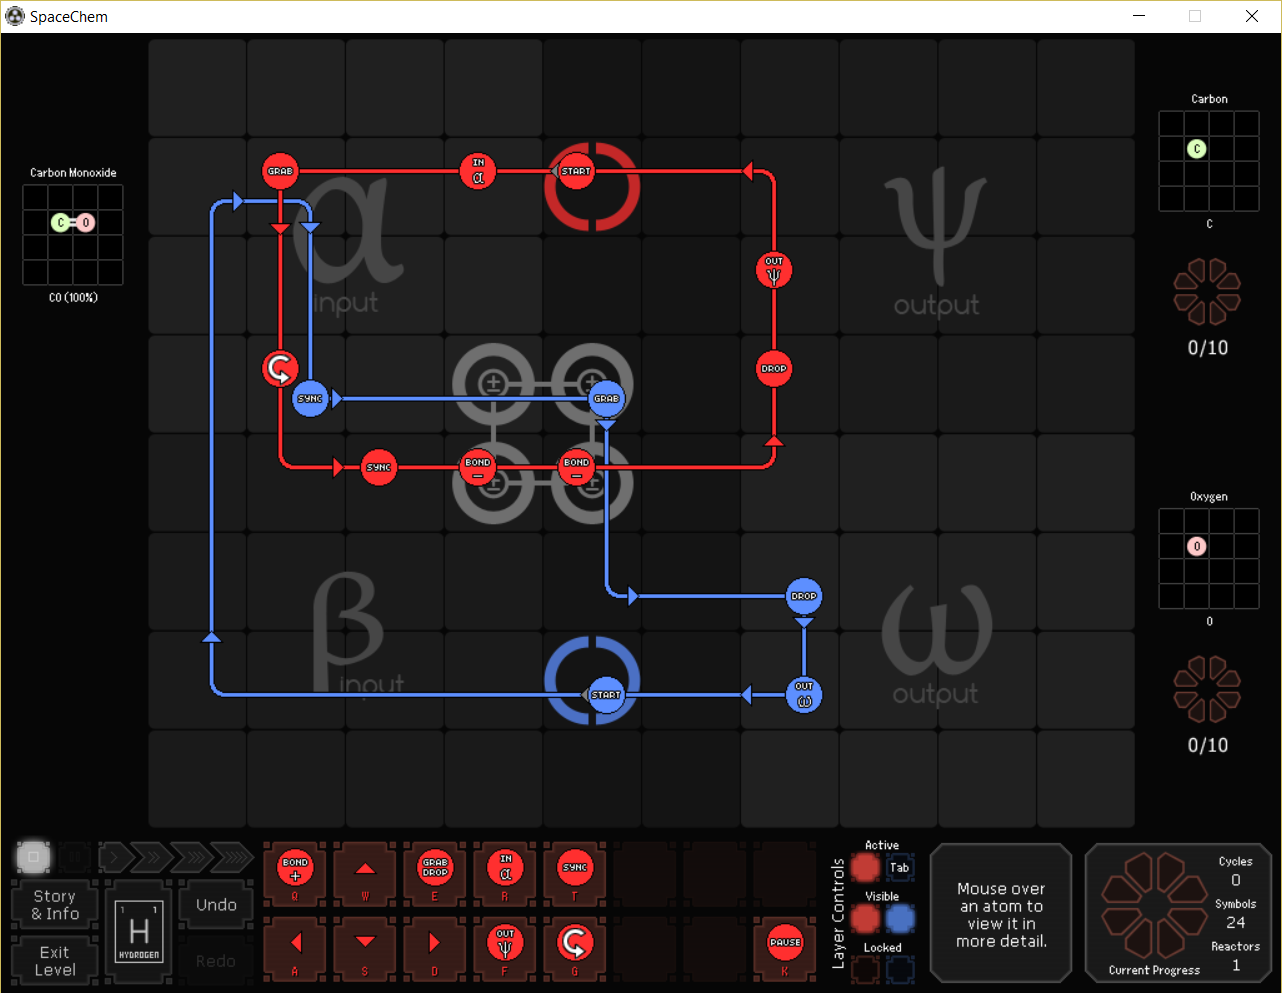 SpaceChem
Carbon Monoxide
C=O
CO (100%)
α
input
β
input
ψ
output
ω
output
GRAB
IN
α
START
OUT
ψ
SYNC
GRAB
DROP
SYNC
BOND
−
BOND
−
DROP
START
OUT
ω
Carbon
C
C
0/10
Oxygen
O
O
0/10
Story
& Info
Exit
Level
1 1
H
HYDROGEN
Undo
Redo
BOND
+
Q
W
GRAB
DROP
E
IN
α
R
SYNC
T
A
S
D
OUT
ψ
F
G
PAUSE
K
Layer Controls
Active
Tab
Visible
Locked
Mouse over
an atom to
view it in
more detail.
Cycles
0
Symbols
24
Reactors
1
Current Progress